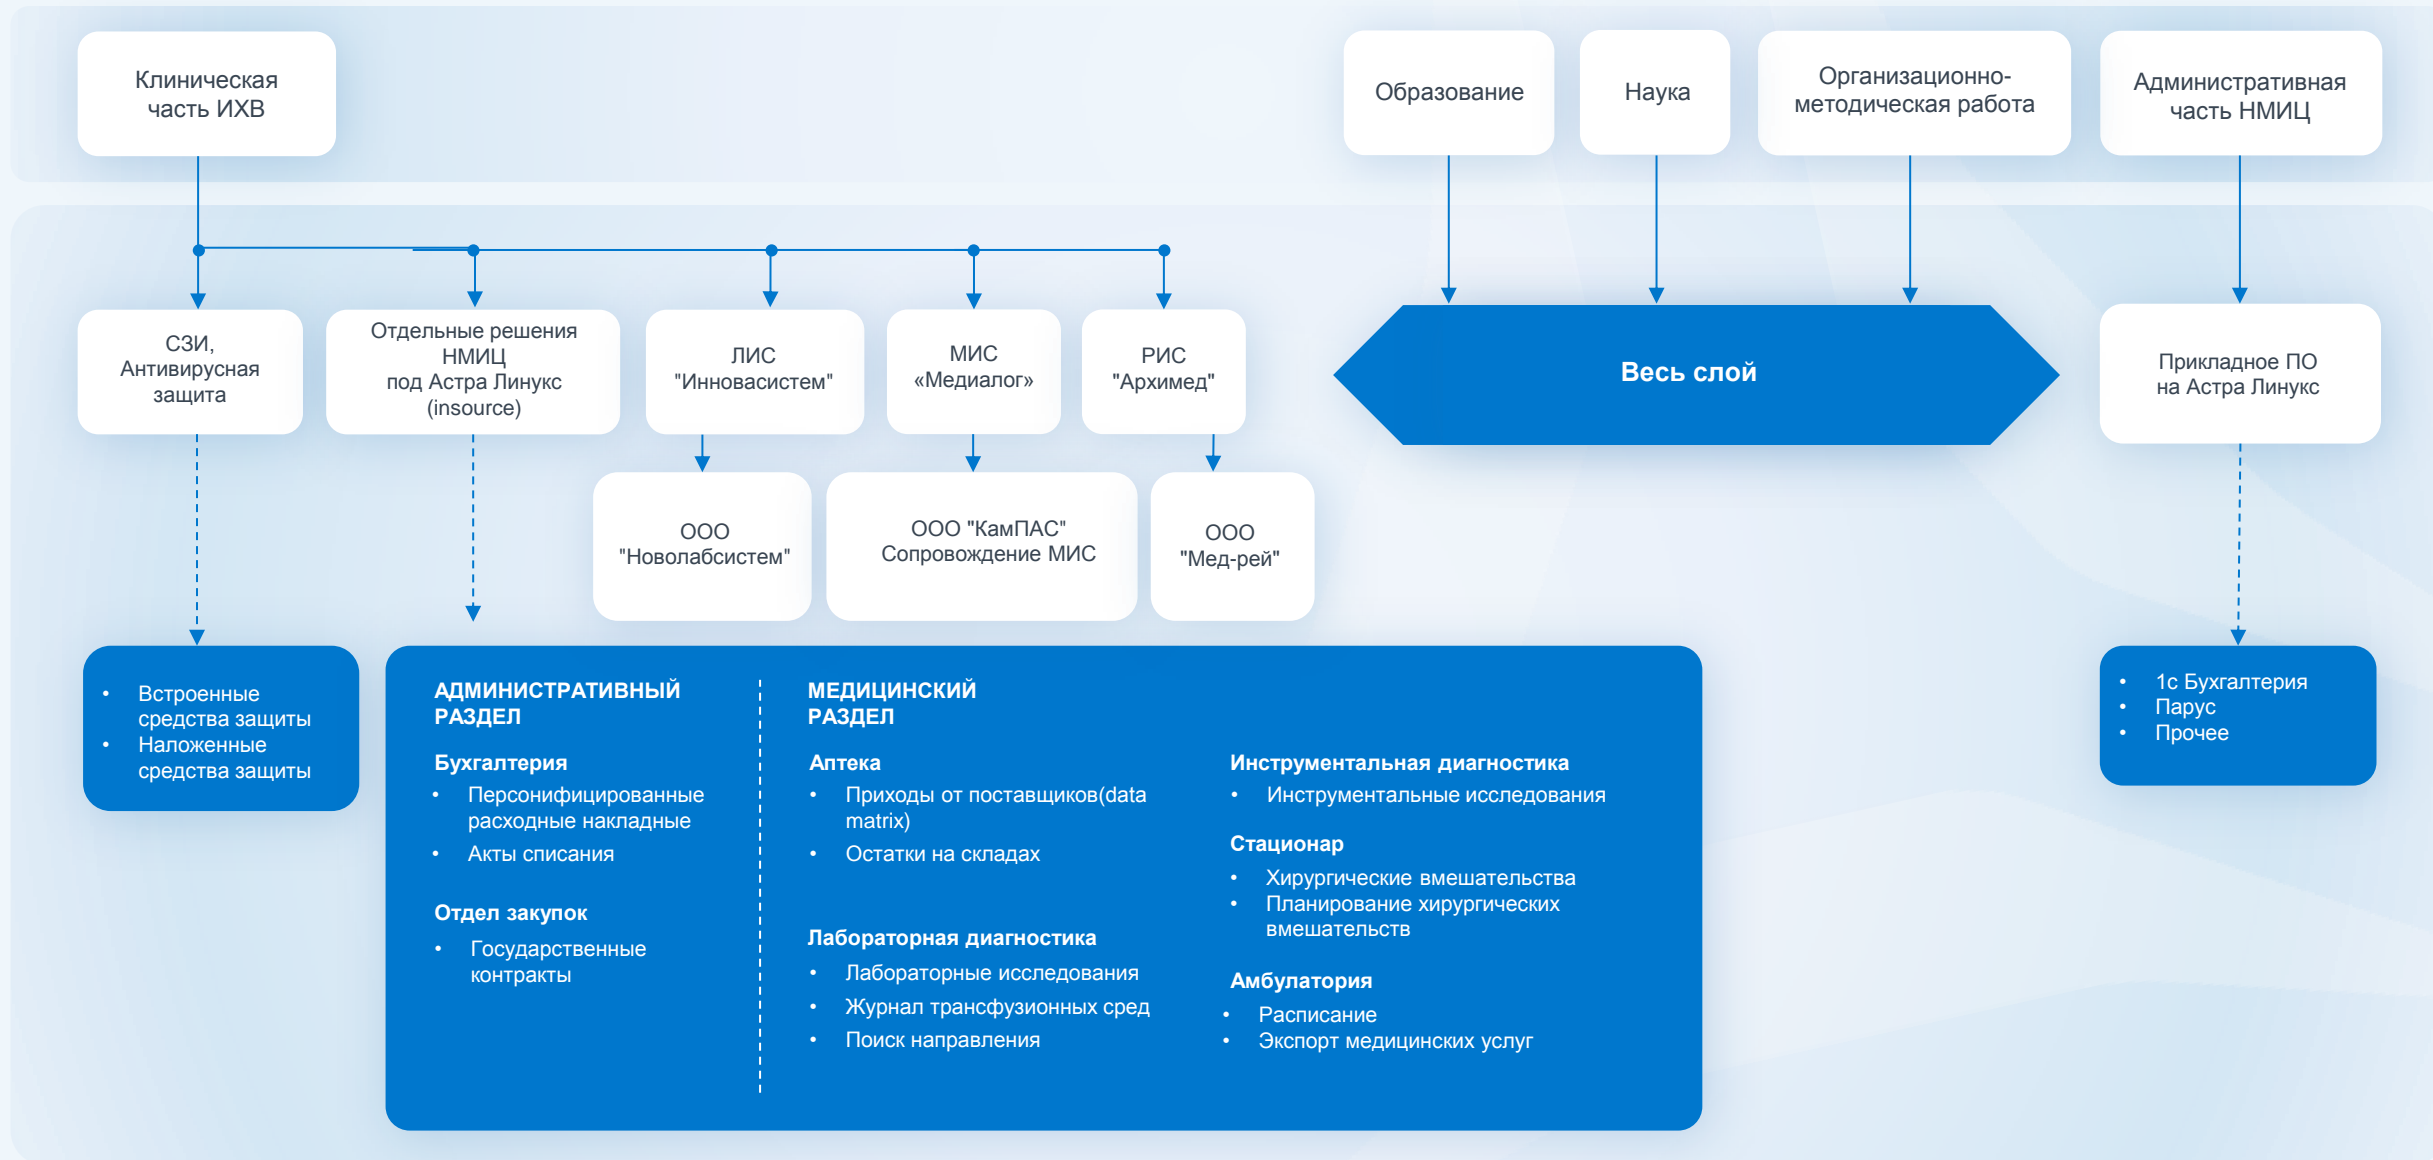 Клиническая
часть ИХВ
Образование
Наука
Организационно-
методическая работа
Административная
часть НМИЦ
СЗИ,
Антивирусная
защита
Отдельные решения
НМИЦ
под Астра Линукс
(insource)
ЛИС
"Инновасистем"
МИС
«Медиалог»
РИС
"Архимед"
Весь слой
Прикладное ПО
на Астра Линукс
ООО
"Новолабсистем"
ООО "КамПАС"
Сопровождение МИС
ООО
"Мед-рей"
• Встроенные
средства защиты
• Наложенные
средства защиты
АДМИНИСТРАТИВНЫЙ
РАЗДЕЛ
Бухгалтерия
• Персонифицированные
расходные накладные
• Акты списания
Отдел закупок
• Государственные
контракты
МЕДИЦИНСКИЙ
РАЗДЕЛ
Аптека
• Приходы от поставщиков(data
matrix)
• Остатки на складах
Лабораторная диагностика
• Лабораторные исследования
• Журнал трансфузионных сред
• Поиск направления
Инструментальная диагностика
• Инструментальные исследования
Стационар
• Хирургические вмешательства
• Планирование хирургических
вмешательств
Амбулатория
• Расписание
• Экспорт медицинских услуг
• 1с Бухгалтерия
• Парус
• Прочее